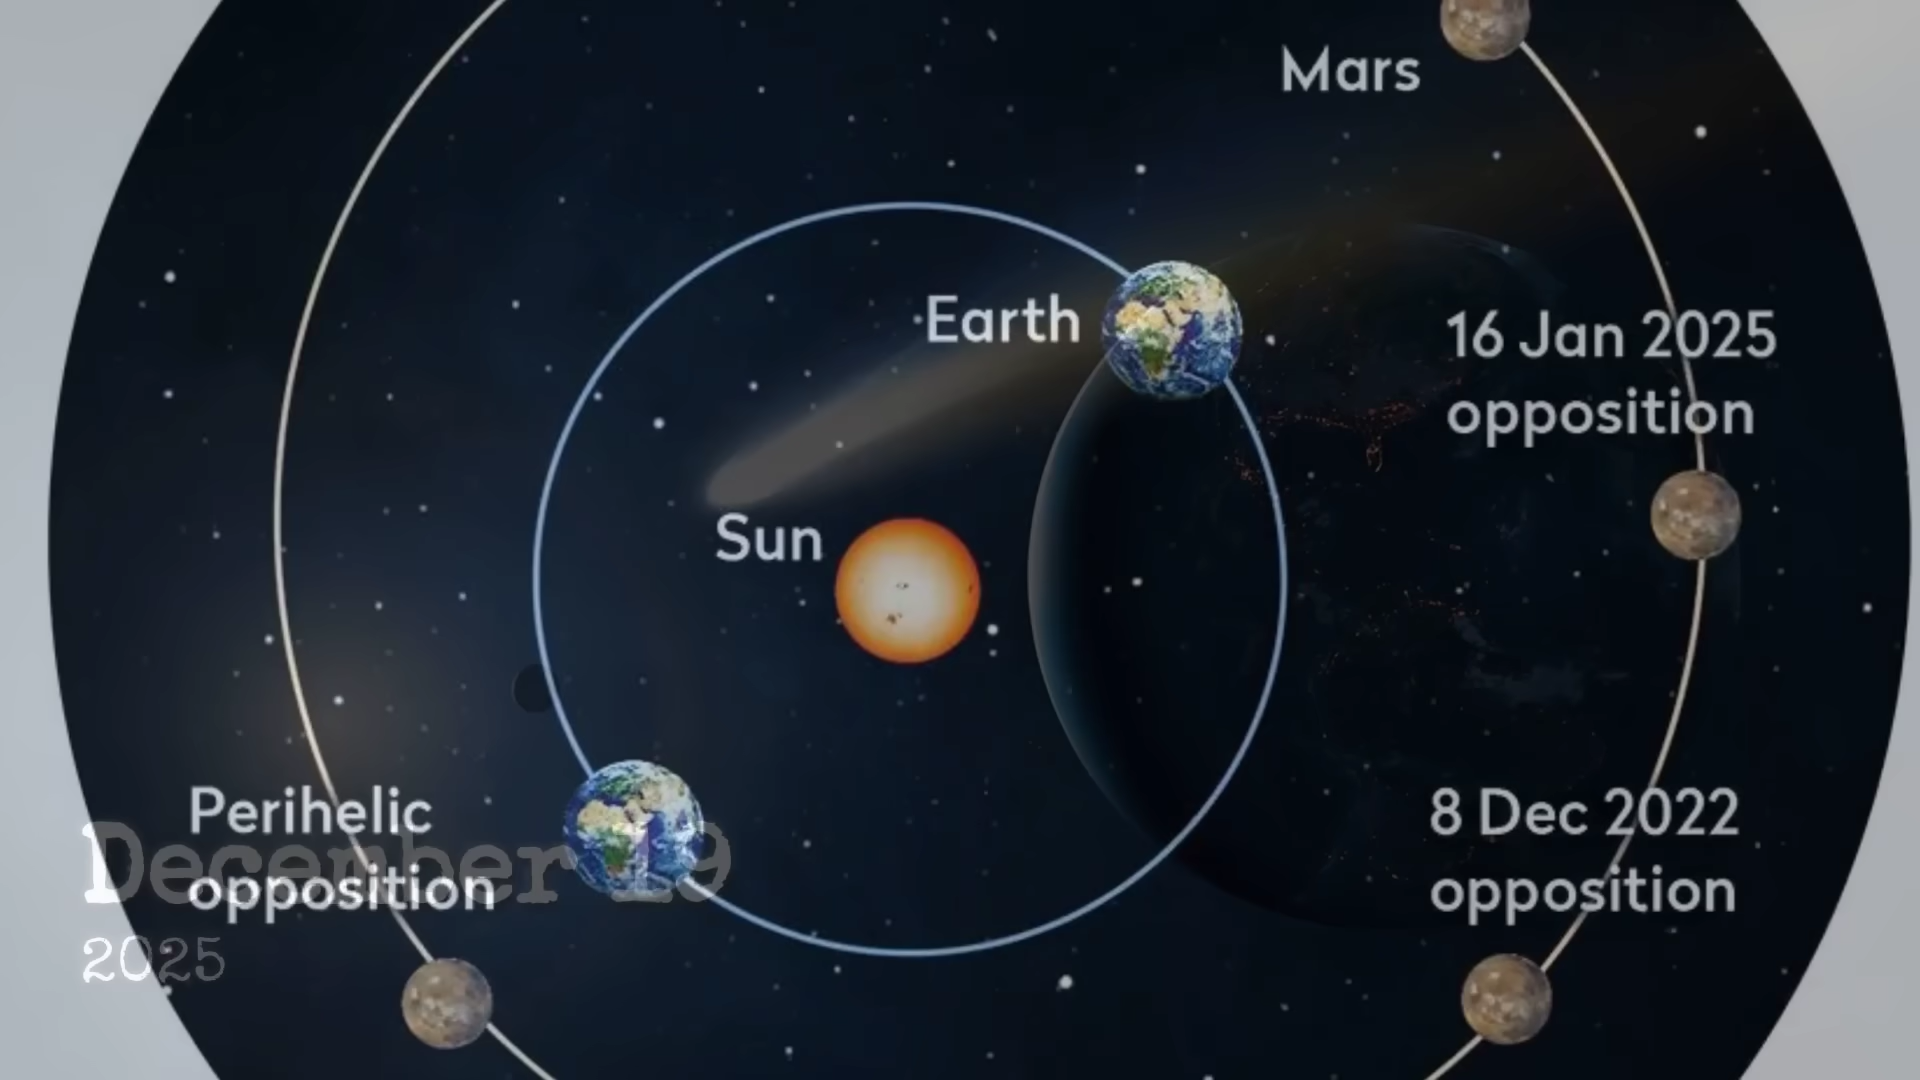 Mars
Earth
16 Jan 2025
opposition
Sun
Perihelic
opposition
8 Dec 2022
opposition
December 19
2025